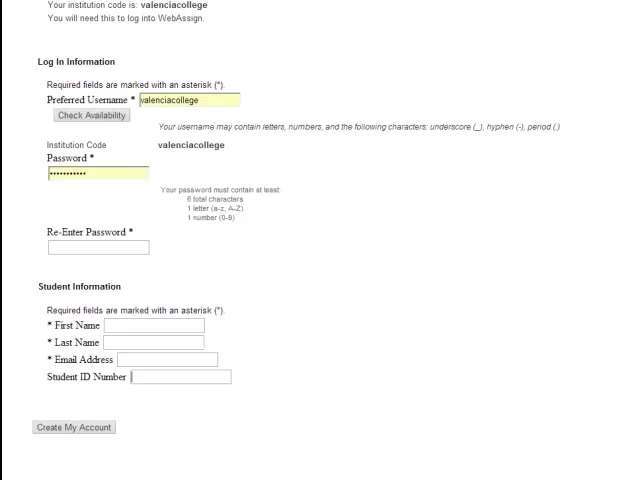 Your institution code is: valenciacollege
You will need this to log into WebAssign.
Log In Information
Required fields are marked with an asterisk (*).
Preferred Username * valenciacollege
Check Availability
Your username may contain letters, numbers, and the following characters: underscore (_), hyphen (-), period (.)
Institution Code valenciacollege
Password *
•••••••••••
Your password must contain at least:
6 total characters
1 letter (a-z, A-Z)
1 number (0-9)
Re-Enter Password *
Student Information
Required fields are marked with an asterisk (*).
* First Name
* Last Name
* Email Address
Student ID Number
Create My Account